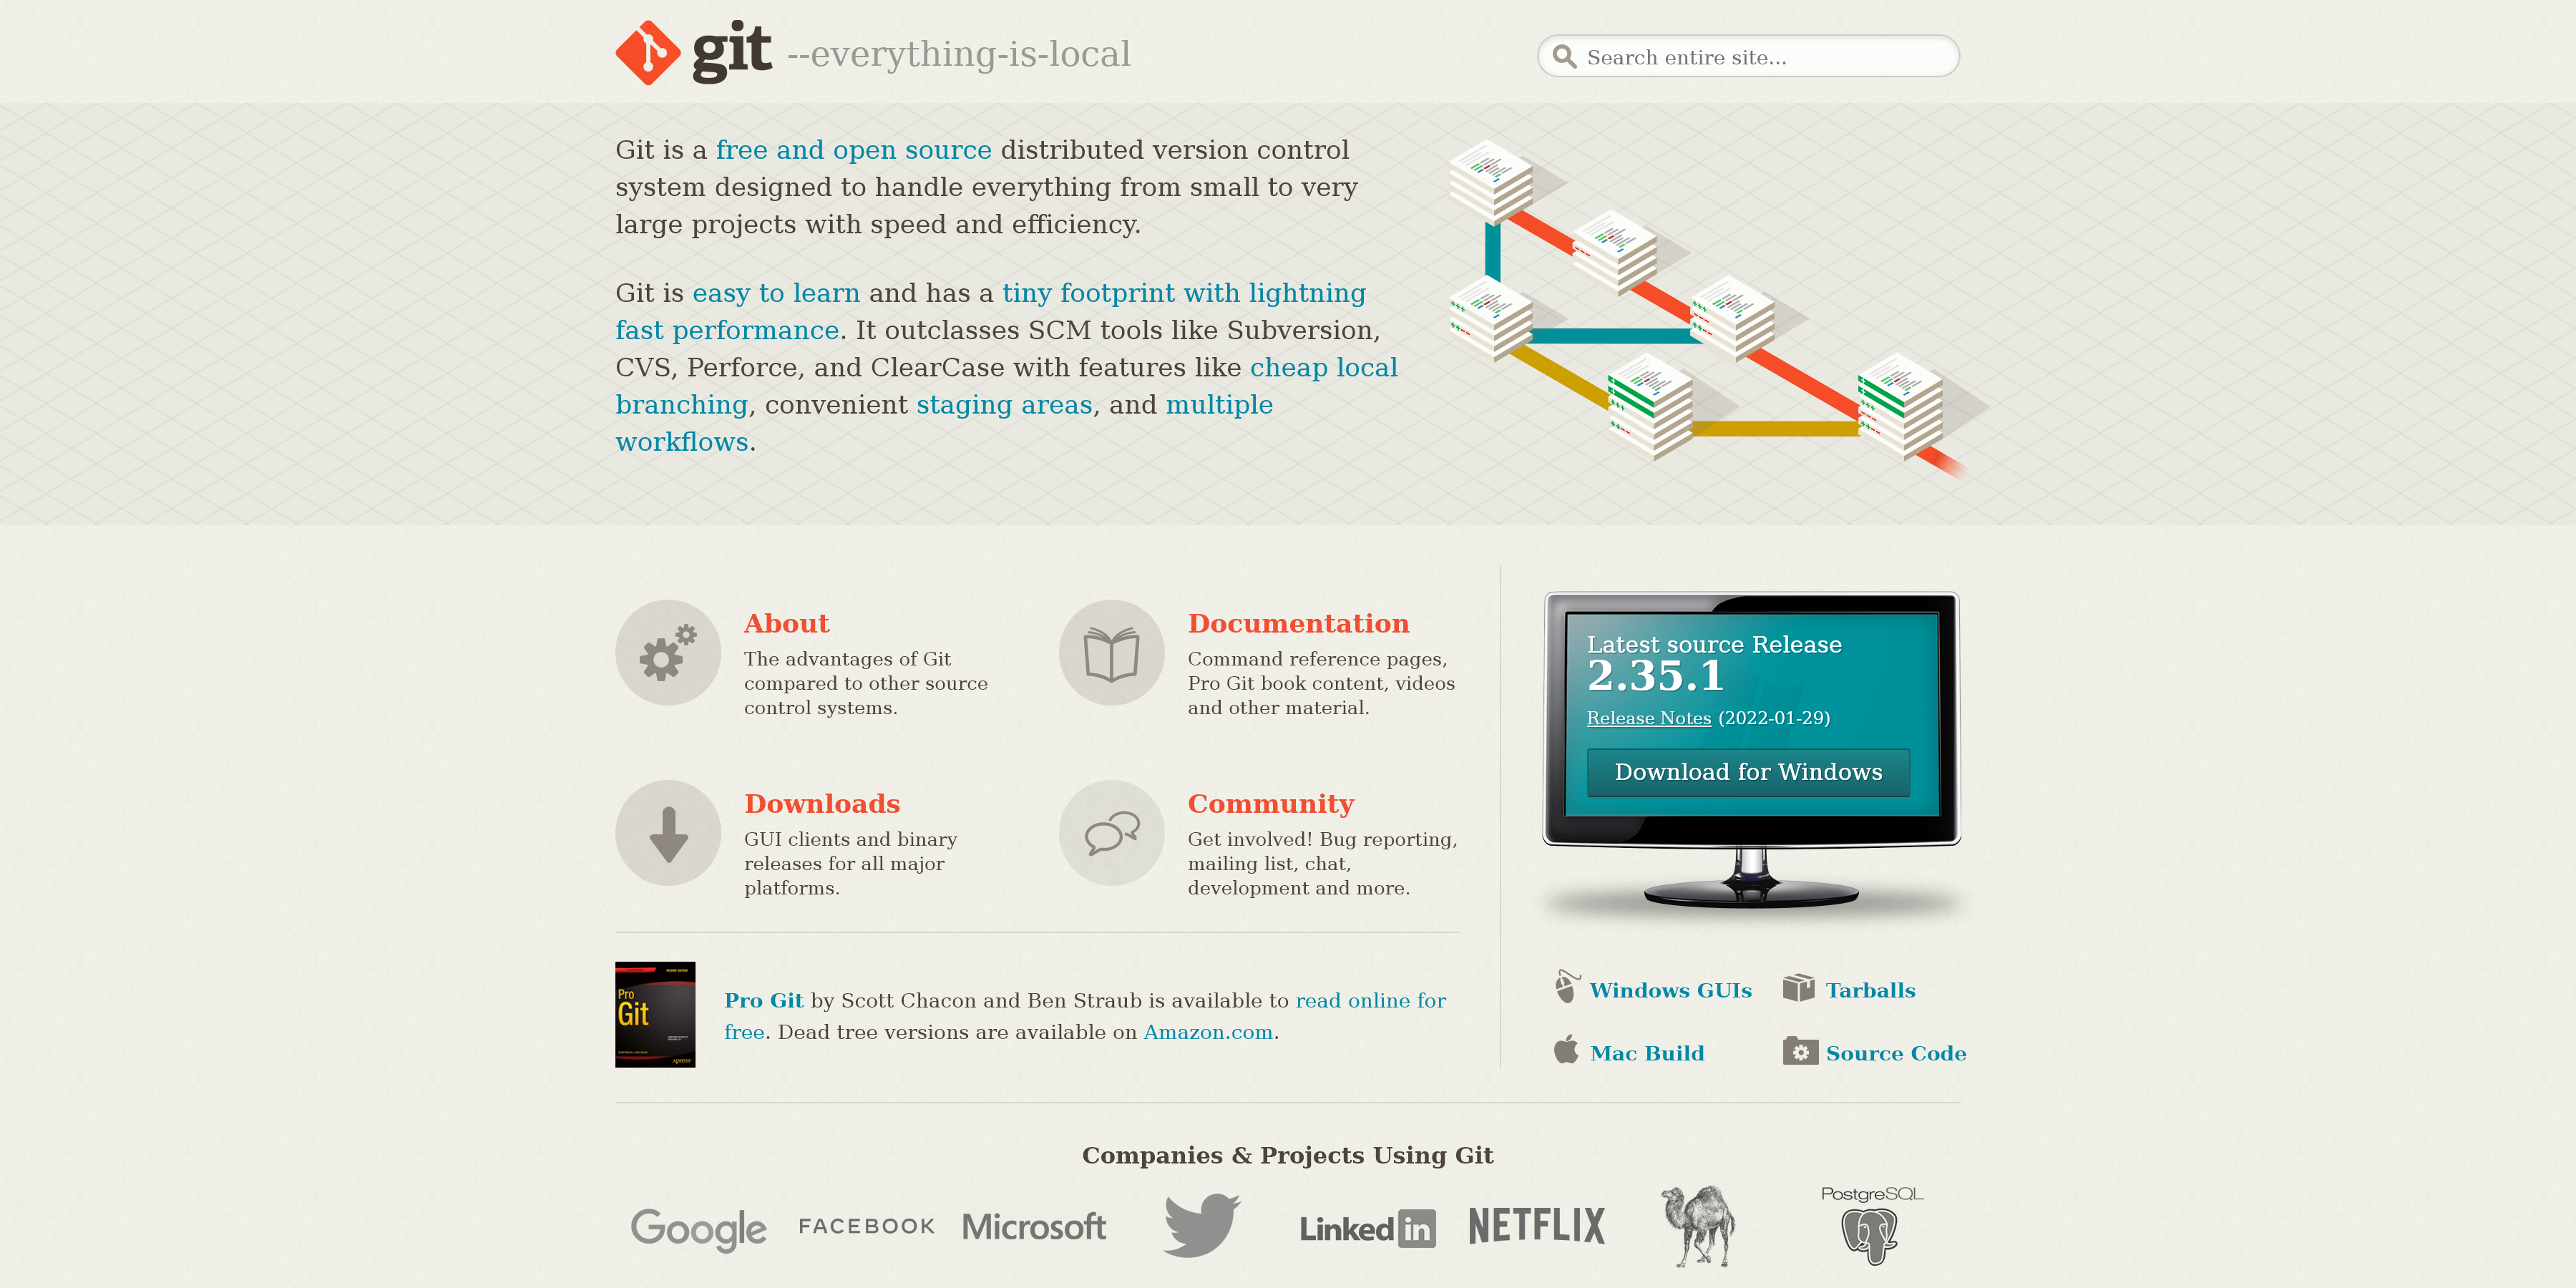 git --everything-is-local
Search entire site...
Git is a free and open source distributed version control
system designed to handle everything from small to very
large projects with speed and efficiency.
Git is easy to learn and has a tiny footprint with lightning
fast performance. It outclasses SCM tools like Subversion,
CVS, Perforce, and ClearCase with features like cheap local
branching, convenient staging areas, and multiple
workflows.
About
The advantages of Git
compared to other source
control systems.
Documentation
Command reference pages,
Pro Git book content, videos
and other material.
Downloads
GUI clients and binary
releases for all major
platforms.
Community
Get involved! Bug reporting,
mailing list, chat,
development and more.
Latest source Release
2.35.1
Release Notes (2022-01-29)
Download for Windows
Pro
Git
Apress
Pro Git by Scott Chacon and Ben Straub is available to read online for
free. Dead tree versions are available on Amazon.com.
Windows GUIs
Tarballs
Mac Build
Source Code
Companies & Projects Using Git
Google
FACEBOOK
Microsoft
Linked in
NETFLIX
PostgreSQL